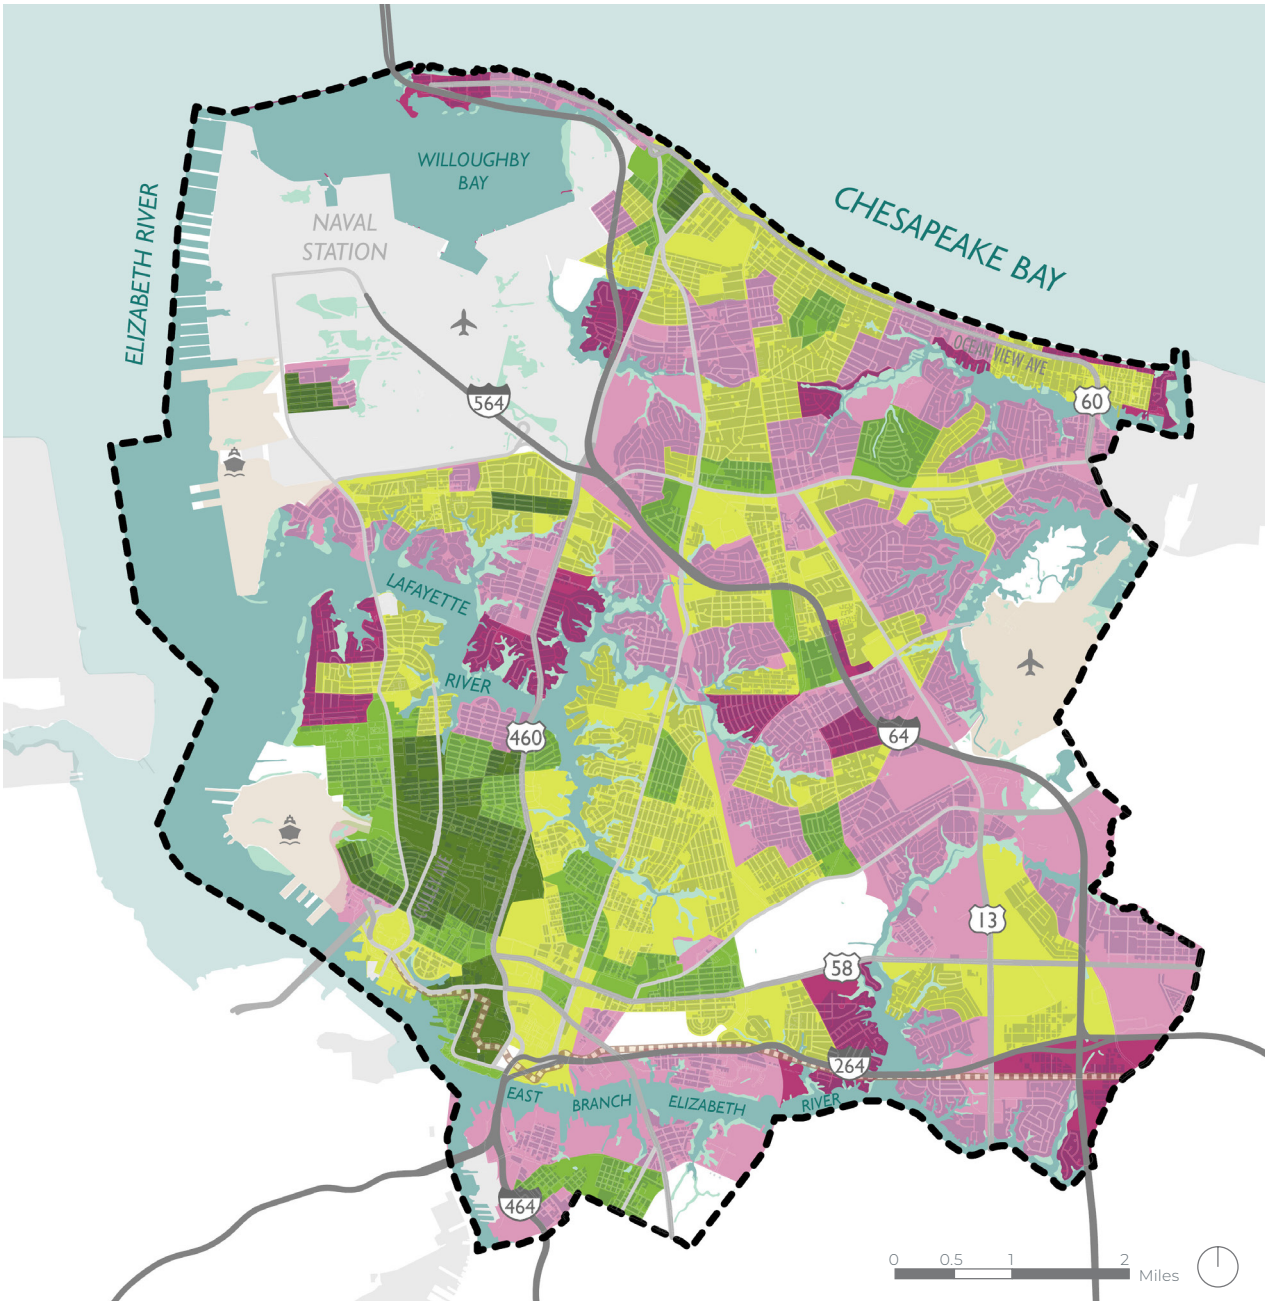 WILLOUGHBY
BAY
CHESAPEAKE BAY
ELIZABETH RIVER
NAVAL
STATION
OCEAN VIEW AVE
60
564
LAFAYETTE
RIVER
460
64
13
58
264
EAST BRANCH ELIZABETH RIVER
464
0 0.5 1 2
Miles